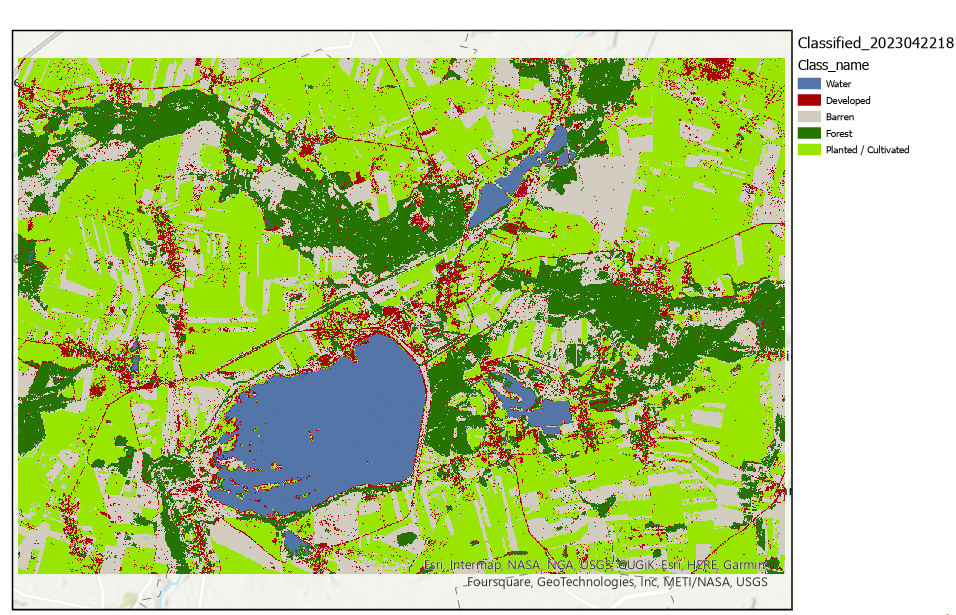 Classified_2023042218
Class_name
Water
Developed
Barren
Forest
Planted / Cultivated
Esri, Intermap, NASA, NGA, USGS, GUGiK, Esri, HERE, Garmin,
Foursquare, GeoTechnologies, Inc, METI/NASA, USGS